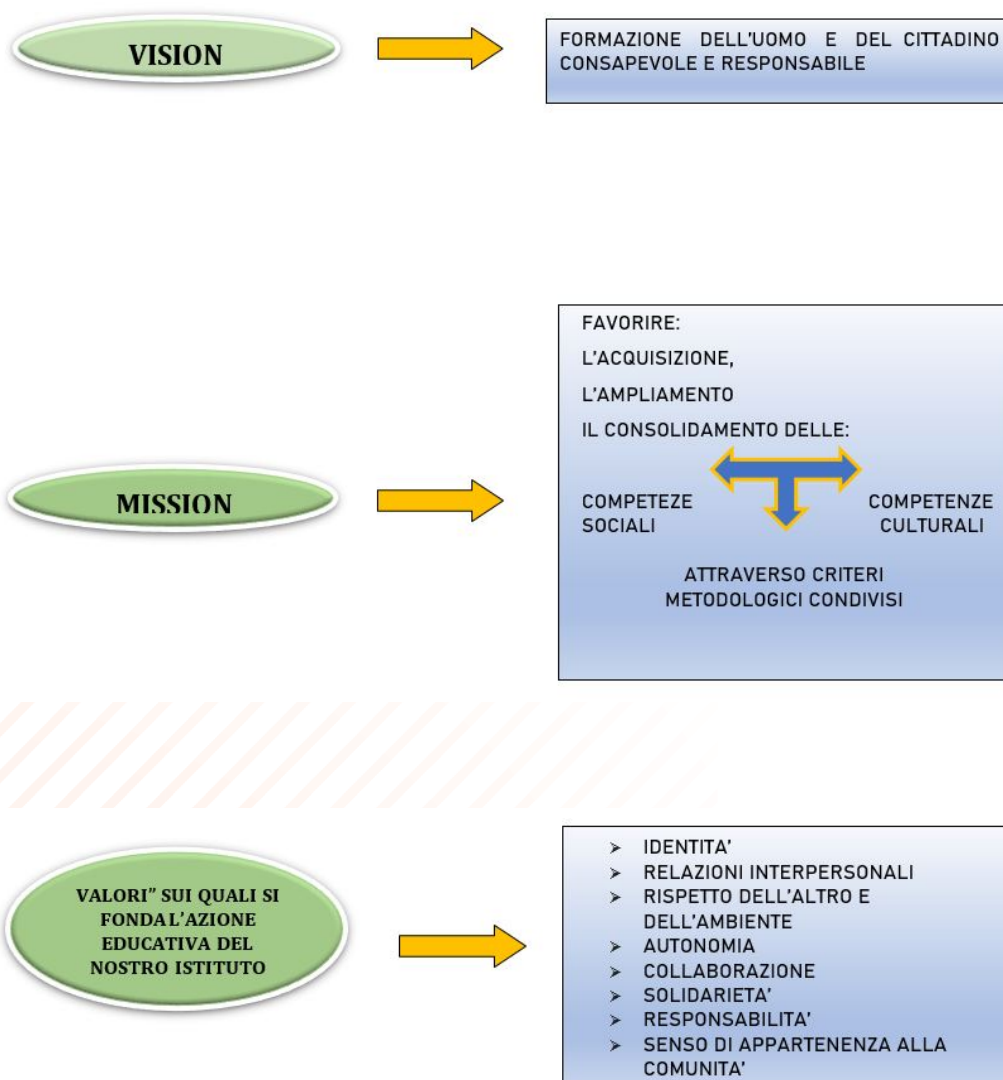 VISION
FORMAZIONE DELL'UOMO E DEL CITTADINO
CONSAPEVOLE E RESPONSABILE
MISSION
FAVORIRE:
L'ACQUISIZIONE,
L'AMPLIAMENTO
IL CONSOLIDAMENTO DELLE:
COMPETEZE
SOCIALI
COMPETENZE
CULTURALI
ATTRAVERSO CRITERI
METODOLOGICI CONDIVISI
VALORI" SUI QUALI SI
FONDA L'AZIONE
EDUCATIVA DEL
NOSTRO ISTITUTO
➢ IDENTITA'
➢ RELAZIONI INTERPERSONALI
➢ RISPETTO DELL'ALTRO E
DELL'AMBIENTE
➢ AUTONOMIA
➢ COLLABORAZIONE
➢ SOLIDARIETA'
➢ RESPONSABILITA'
➢ SENSO DI APPARTENENZA ALLA
COMUNITA'